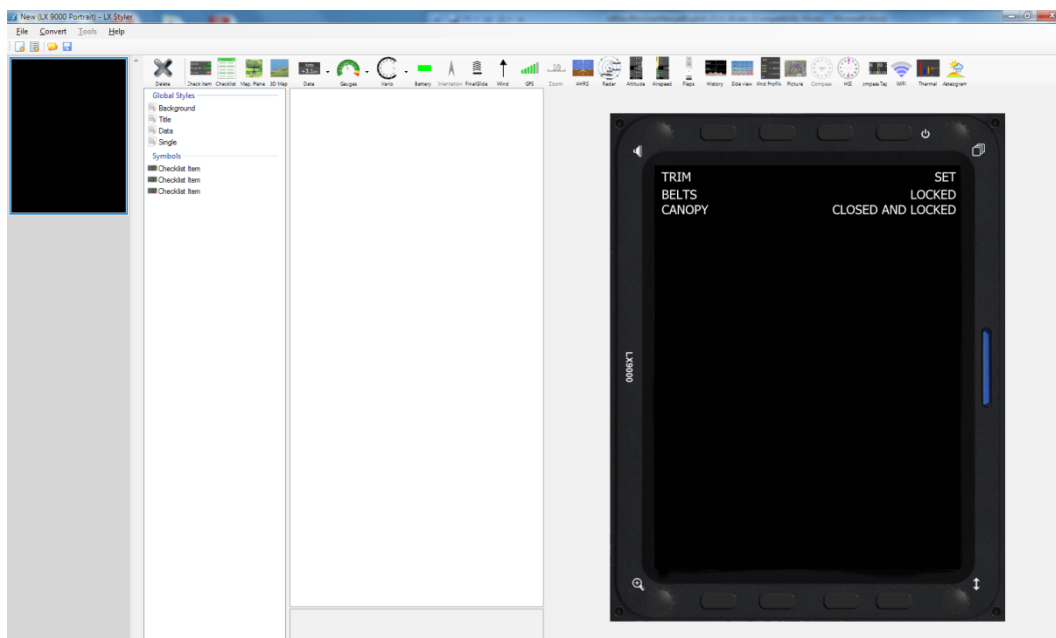 New (LX 9000 Portrait) - LX Styler
File Convert Tools Help
Delete Check Item Checklist Map, Plane 3D Map Data Gauges Vario Battery Orientation FinalGlide Wind GPS Zoom AHRS Radar Altitude Airspeed Flaps History Side view Wind Profile Picture Compass HSI WiFi Thermal Meteogram
Global Styles
Background
Title
Data
Single
Symbols
Checklist Item
Checklist Item
Checklist Item
TRIM SET
BELTS LOCKED
CANOPY CLOSED AND LOCKED
LX9000